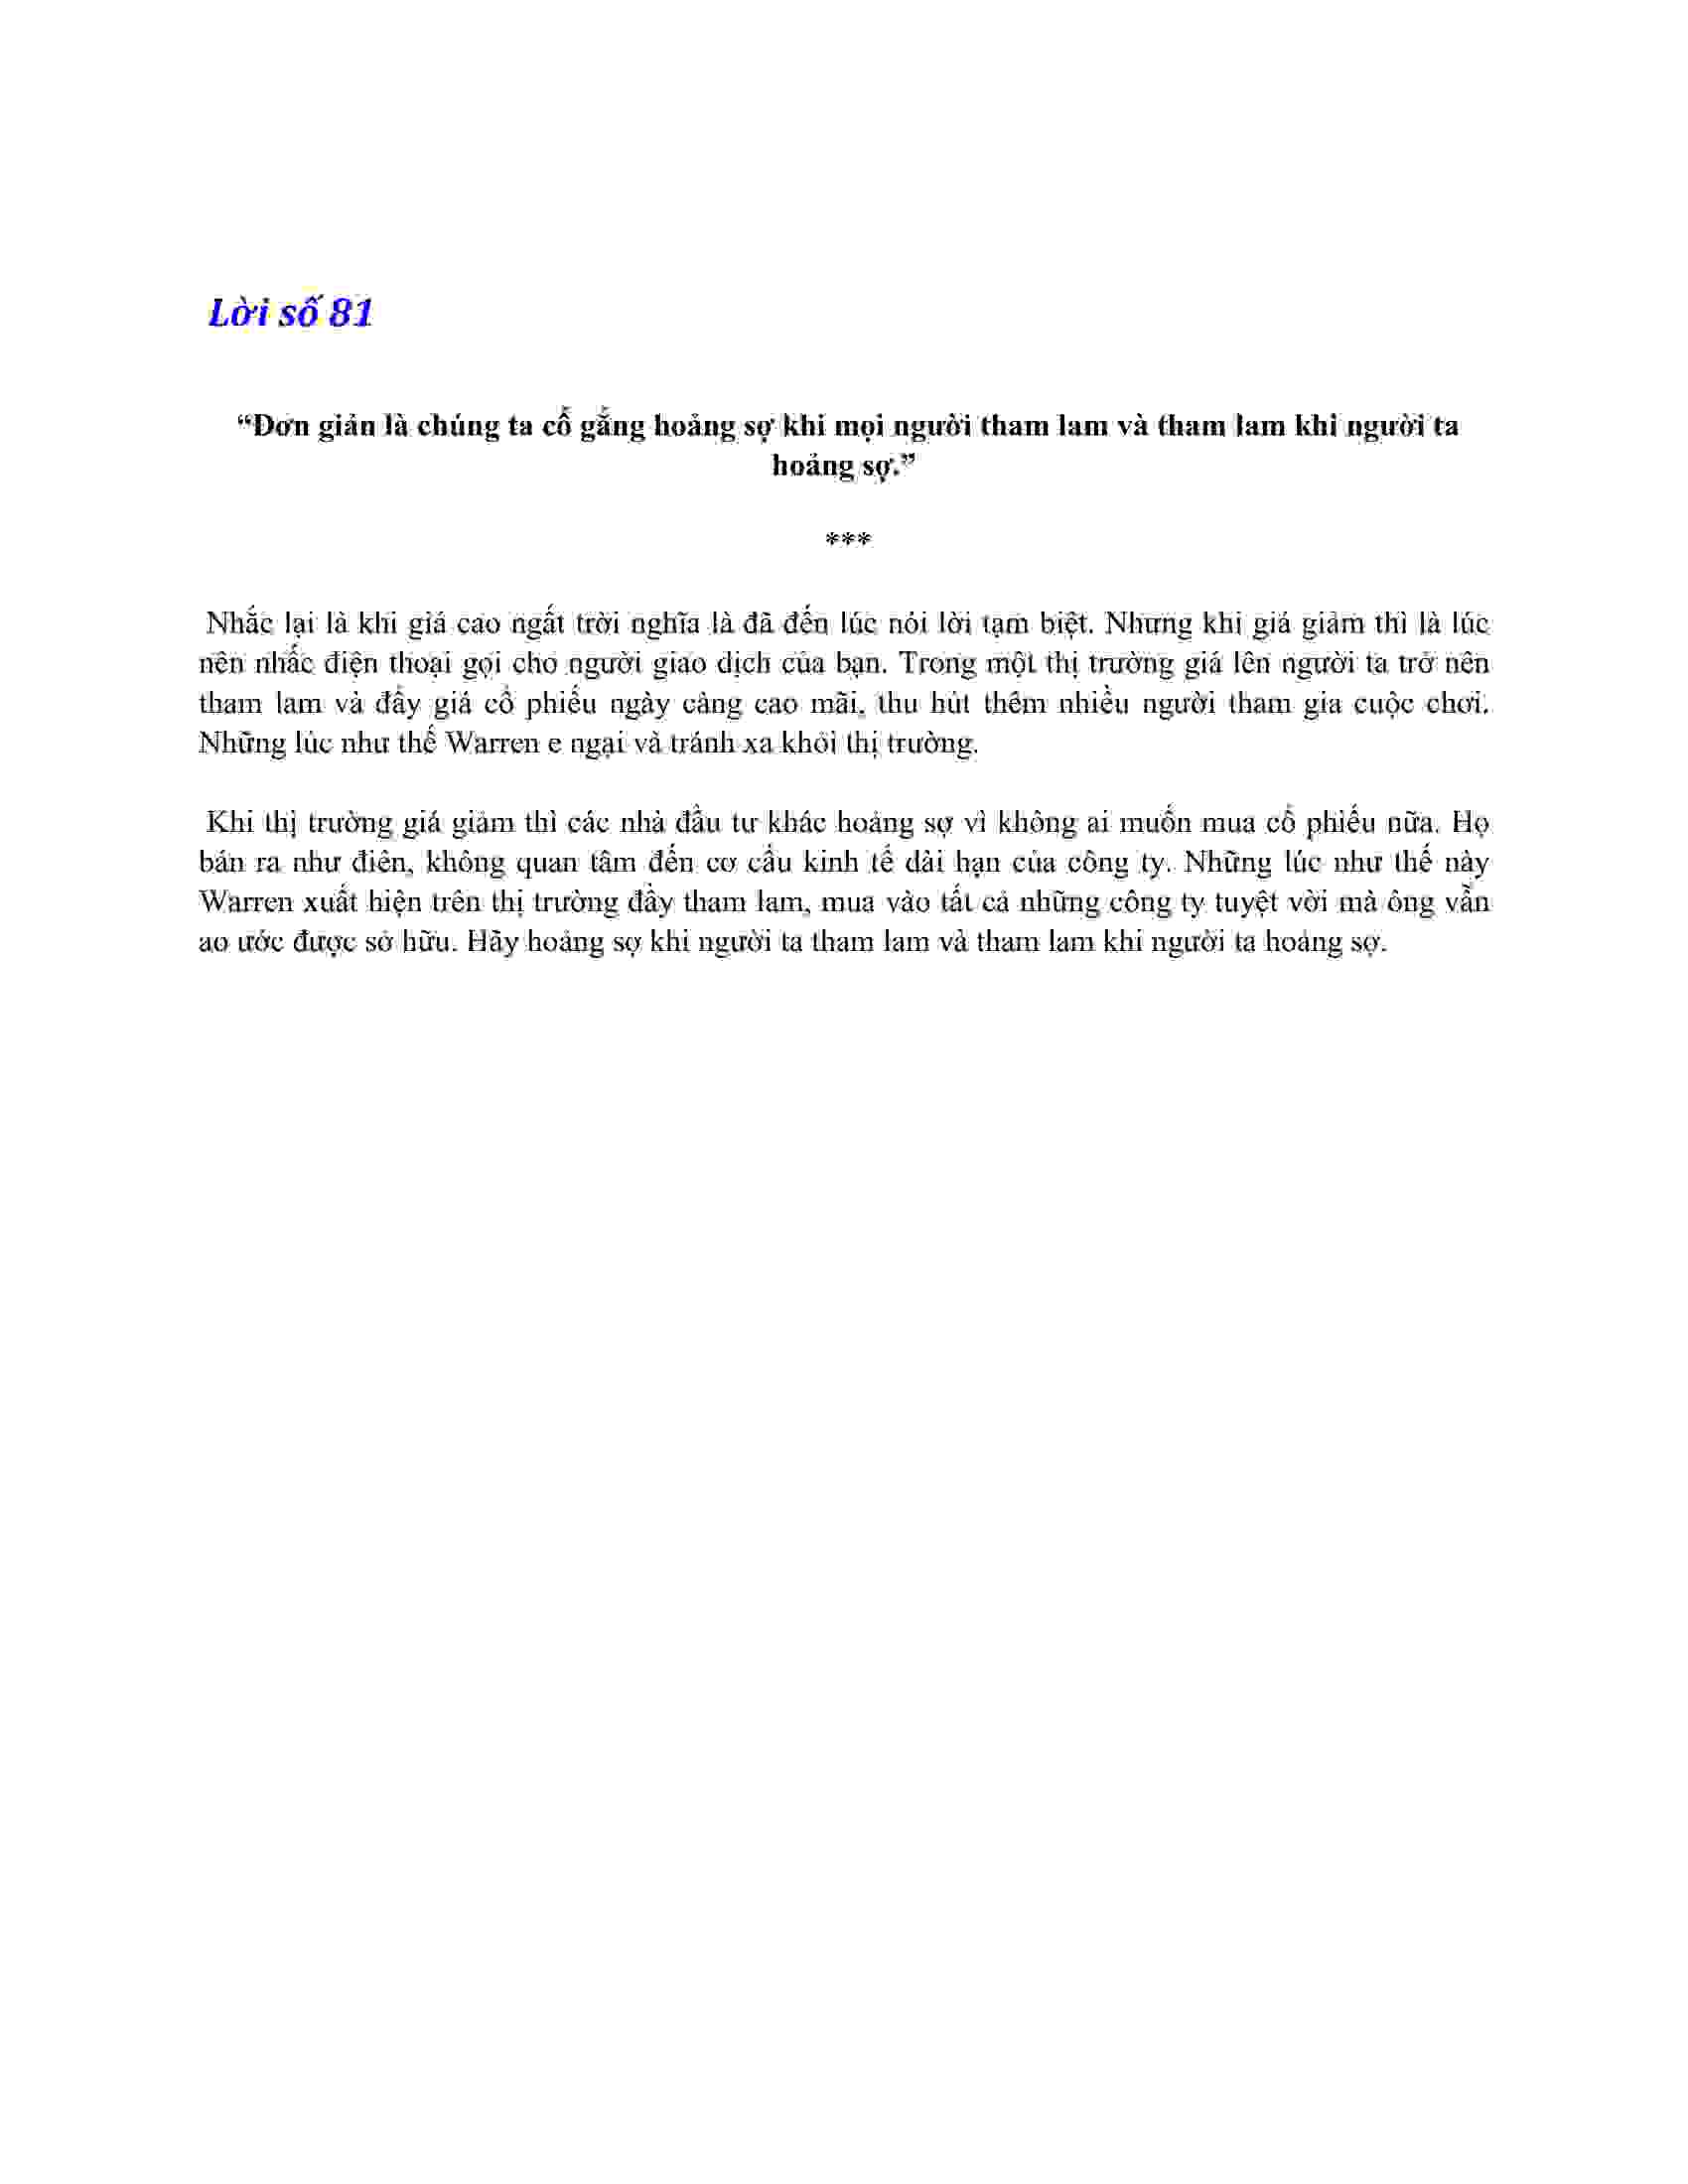 Lời số 81
“Đơn giản là chúng ta cố gắng hoảng sợ khi mọi người tham lam và tham lam khi người ta
hoảng sợ.”
***
Nhắc lại là khi giá cao ngất trời nghĩa là đã đến lúc nói lời tạm biệt. Nhưng khi giá giảm thì là lúc
nên nhấc điện thoại gọi cho người giao dịch của bạn. Trong một thị trường giá lên người ta trở nên
tham lam và đẩy giá cổ phiếu ngày càng cao mãi, thu hút thêm nhiều người tham gia cuộc chơi.
Những lúc như thế Warren e ngại và tránh xa khỏi thị trường.
Khi thị trường giá giảm thì các nhà đầu tư khác hoảng sợ vì không ai muốn mua cổ phiếu nữa. Họ
bán ra như điên, không quan tâm đến cơ cấu kinh tế dài hạn của công ty. Những lúc như thế này
Warren xuất hiện trên thị trường đầy tham lam, mua vào tất cả những công ty tuyệt vời mà ông vẫn
ao ước được sở hữu. Hãy hoảng sợ khi người ta tham lam và tham lam khi người ta hoảng sợ.